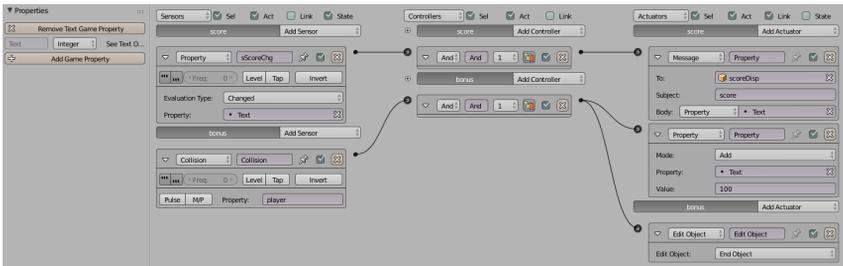 Properties
Remove Text Game Property
Text Integer See Text O...
Add Game Property
Sensors Sel Act Link State
score Add Sensor
Property sScoreChg
Freq: 0 Level Tap Invert
Evaluation Type: Changed
Property: Text
bonus Add Sensor
Collision Collision
Freq: 0 Level Tap Invert
Pulse M/P Property: player
Controllers Sel Act Link
score Add Controller
And And 1
bonus Add Controller
And And 1
Actuators Sel Act Link State
score Add Actuator
Message Property
To: scoreDisp
Subject: score
Body: Property Text
Property Property
Mode: Add
Property: Text
Value: 100
bonus Add Actuator
Edit Object Edit Object
Edit Object: End Object